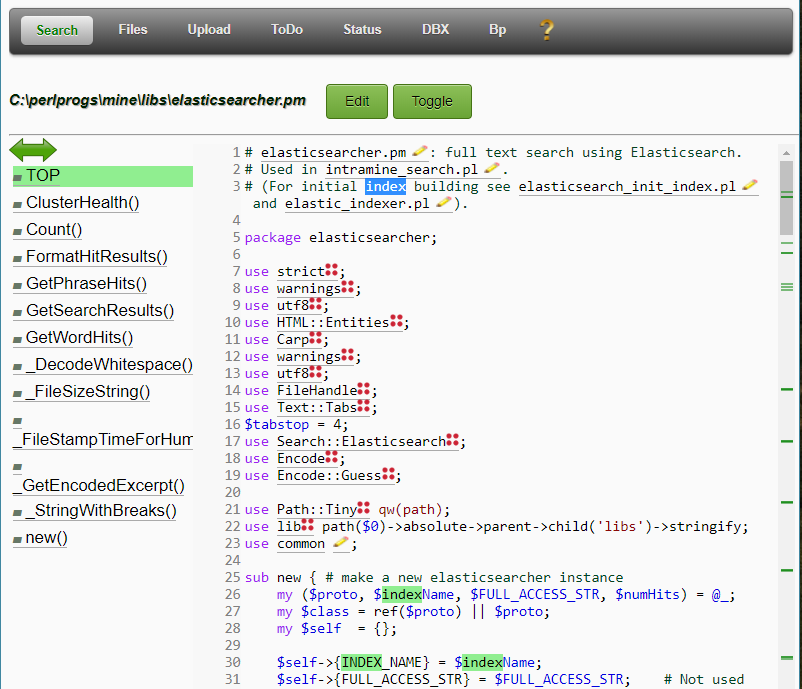 Search Files Upload ToDo Status DBX Bp ?
C:\perlprogs\mine\libs\elasticsearcher.pm Edit Toggle
TOP
ClusterHealth()
Count()
FormatHitResults()
GetPhraseHits()
GetSearchResults()
GetWordHits()
_DecodeWhitespace()
_FileSizeString()
_FileStampTimeForHum
_GetEncodedExcerpt()
_StringWithBreaks()
new()
1 # elasticsearcher.pm : full text search using Elasticsearch.
2 # Used in intramine_search.pl .
3 # (For initial index building see elasticsearch_init_index.pl
and elastic_indexer.pl ).
4
5 package elasticsearcher;
6
7 use strict ;
8 use warnings ;
9 use utf8 ;
10 use HTML::Entities ;
11 use Carp ;
12 use warnings ;
13 use utf8 ;
14 use FileHandle ;
15 use Text::Tabs ;
16 $tabstop = 4;
17 use Search::Elasticsearch ;
18 use Encode ;
19 use Encode::Guess ;
20
21 use Path::Tiny qw(path);
22 use lib path($0)->absolute->parent->child('libs')->stringify;
23 use common ;
24
25 sub new { # make a new elasticsearcher instance
26 my ($proto, $indexName, $FULL_ACCESS_STR, $numHits) = @_;
27 my $class = ref($proto) || $proto;
28 my $self = {};
29
30 $self->{INDEX_NAME} = $indexName;
31 $self->{FULL_ACCESS_STR} = $FULL_ACCESS_STR; # Not used